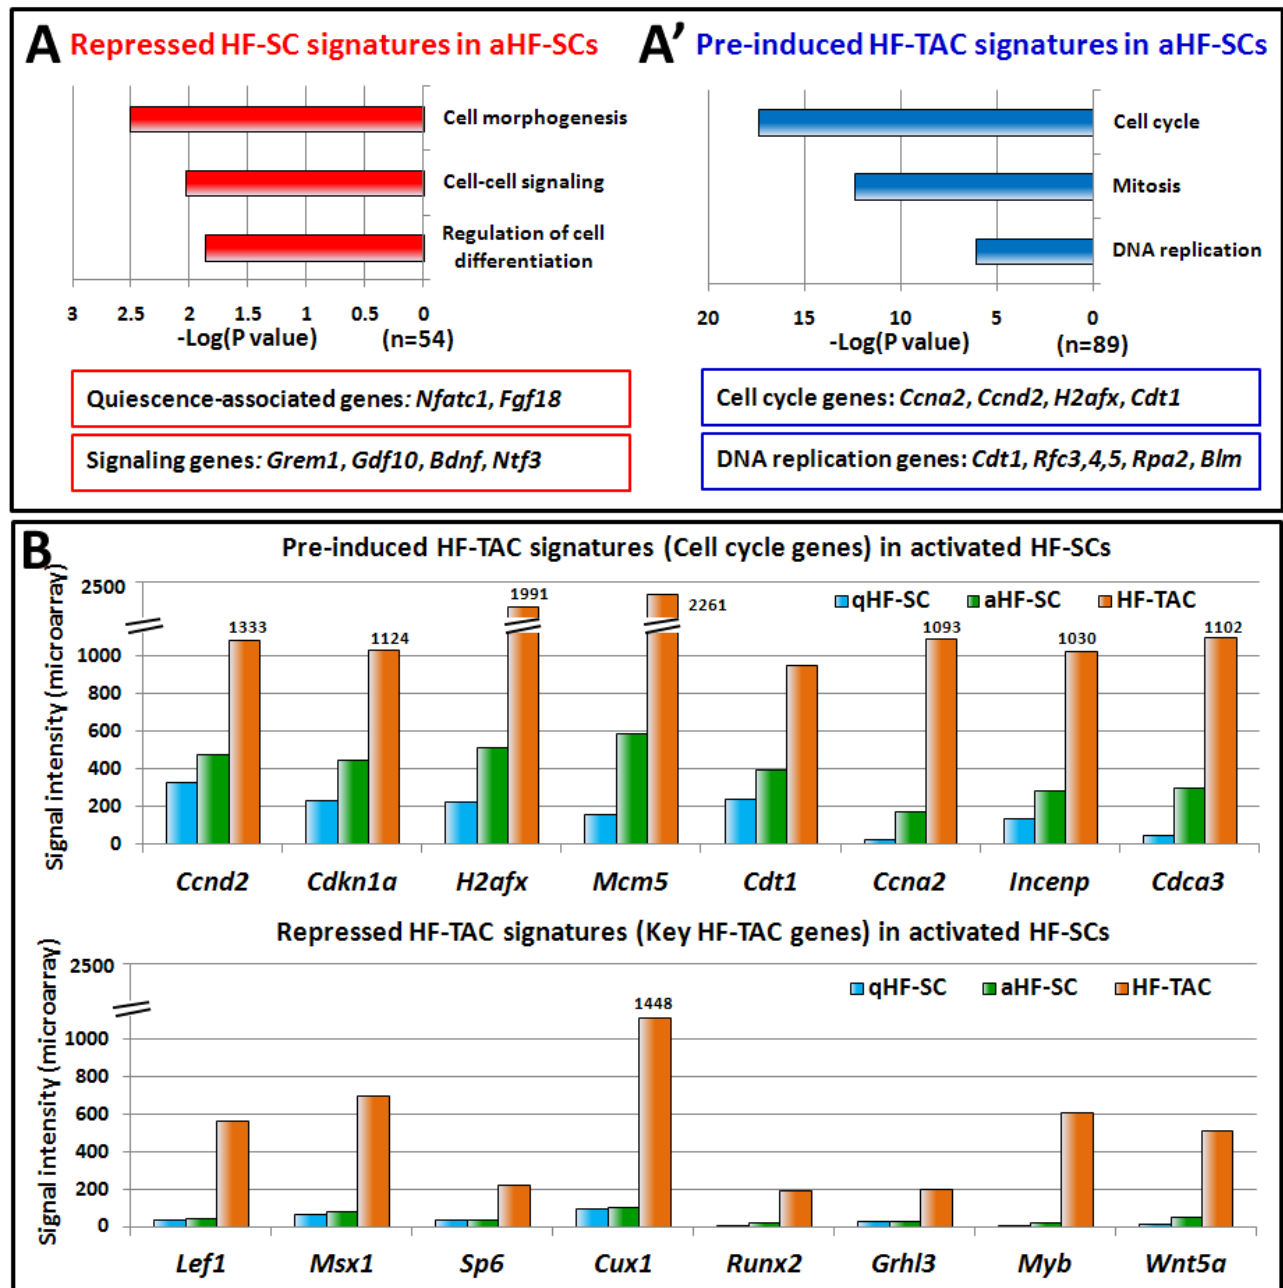 A Repressed HF-SC signatures in aHF-SCs
Cell morphogenesis
Cell-cell signaling
Regulation of cell
differentiation
3 2.5 2 1.5 1 0.5 0
-Log(P value) (n=54)
Quiescence-associated genes: Nfatc1, Fgf18
Signaling genes: Grem1, Gdf10, Bdnf, Ntf3
A' Pre-induced HF-TAC signatures in aHF-SCs
Cell cycle
Mitosis
DNA replication
20 15 10 5 0
-Log(P value) (n=89)
Cell cycle genes: Ccna2, Ccnd2, H2afx, Cdt1
DNA replication genes: Cdt1, Rfc3,4,5, Rpa2, Blm
B Pre-induced HF-TAC signatures (Cell cycle genes) in activated HF-SCs
Signal intensity (microarray)
2500
1000
800
600
400
200
0
qHF-SC aHF-SC HF-TAC
1333 1124 1991 2261 1093 1030 1102
Ccnd2 Cdkn1a H2afx Mcm5 Cdt1 Ccna2 Incenp Cdca3
Repressed HF-TAC signatures (Key HF-TAC genes) in activated HF-SCs
Signal intensity (microarray)
2500
1000
800
600
400
200
0
qHF-SC aHF-SC HF-TAC
1448
Lef1 Msx1 Sp6 Cux1 Runx2 Grhl3 Myb Wnt5a